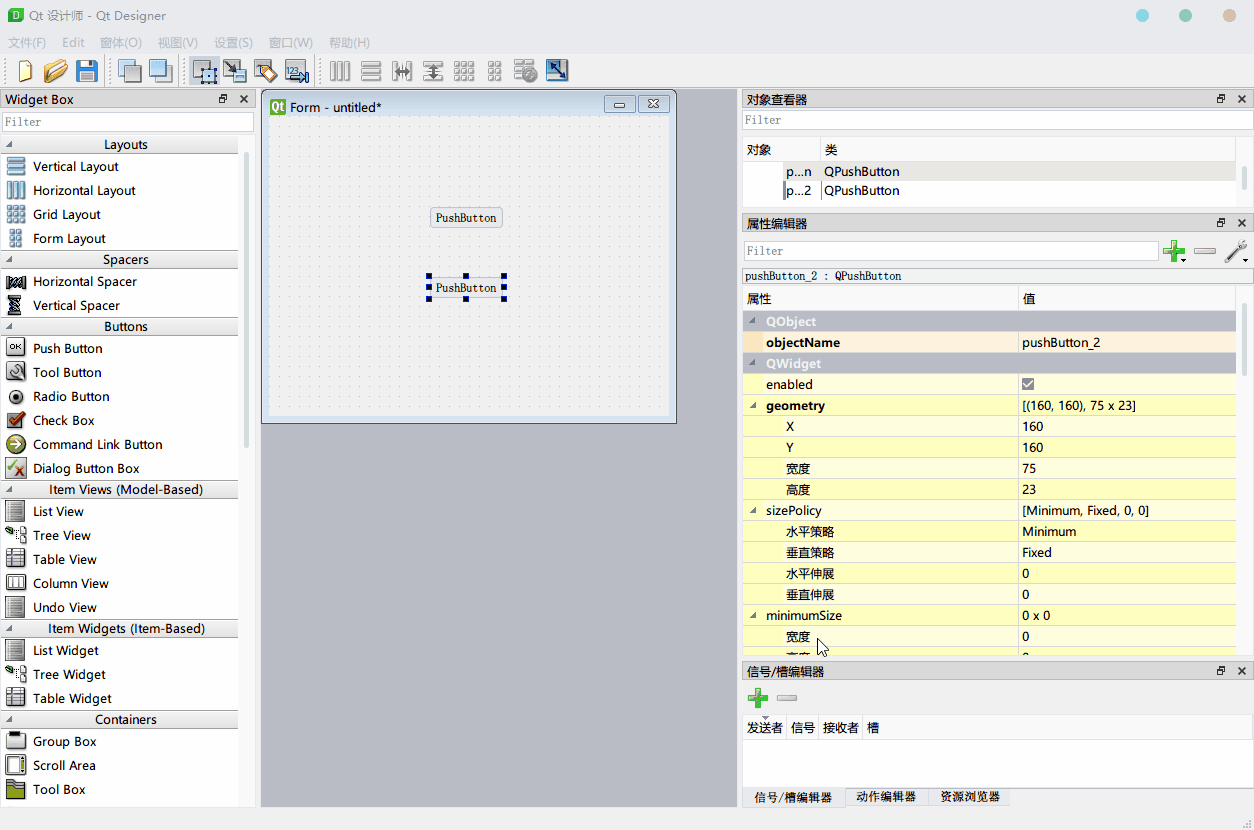 Qt 设计师 - Qt Designer
文件(F) Edit 窗体(O) 视图(V) 设置(S) 窗口(W) 帮助(H)
Widget Box
Filter
Layouts
Vertical Layout
Horizontal Layout
Grid Layout
Form Layout
Spacers
Horizontal Spacer
Vertical Spacer
Buttons
OK
Push Button
Tool Button
Radio Button
Check Box
Command Link Button
Dialog Button Box
Item Views (Model-Based)
List View
Tree View
Table View
Column View
Undo View
Item Widgets (Item-Based)
List Widget
Tree Widget
Table Widget
Containers
Group Box
Scroll Area
Tool Box
Qt Form - untitled*
PushButton
PushButton
对象查看器
Filter
对象 类
p...n QPushButton
p...2 QPushButton
属性编辑器
Filter
pushButton_2 : QPushButton
属性 值
QObject
objectName pushButton_2
QWidget
enabled
geometry [(160, 160), 75 x 23]
X 160
Y 160
宽度 75
高度 23
sizePolicy [Minimum, Fixed, 0, 0]
水平策略 Minimum
垂直策略 Fixed
水平伸展 0
垂直伸展 0
minimumSize 0 x 0
宽度 0
信号/槽编辑器
发送者 信号 接收者 槽
信号/槽编辑器 动作编辑器 资源浏览器